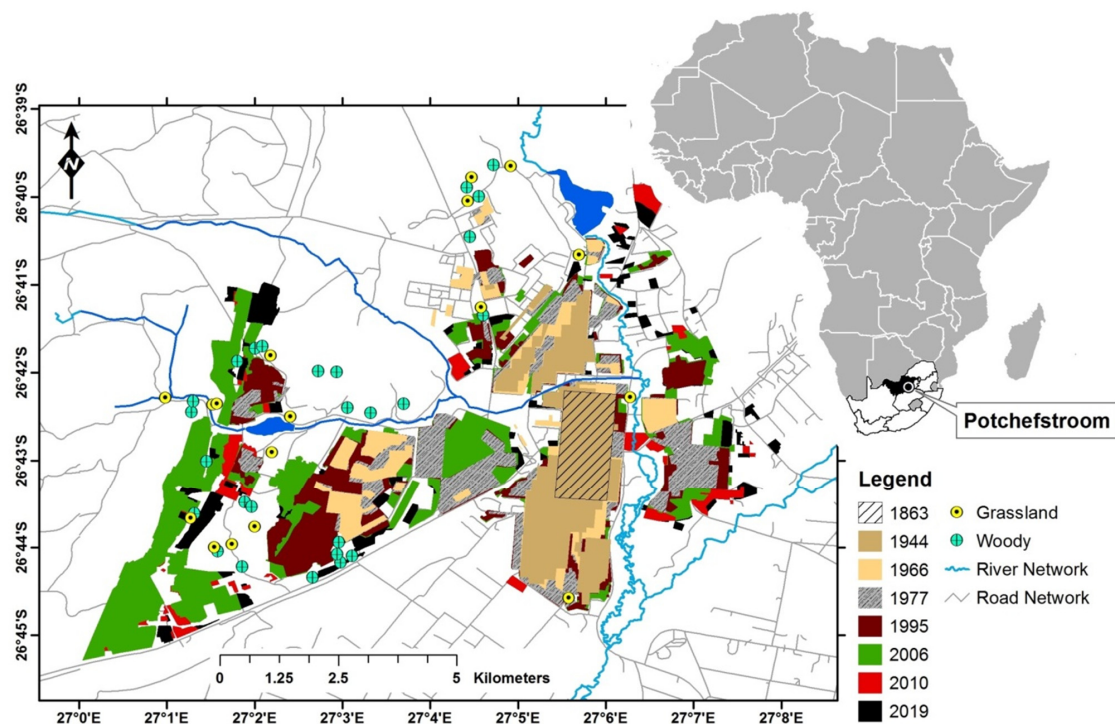 26°39'S
26°40'S
26°41'S
26°42'S
26°43'S
26°44'S
26°45'S
N
Potchefstroom
Legend
1863
1944
1966
1977
1995
2006
2010
2019
Grassland
Woody
River Network
Road Network
0 1.25 2.5 5 Kilometers
27°0'E 27°1'E 27°2'E 27°3'E 27°4'E 27°5'E 27°6'E 27°7'E 27°8'E